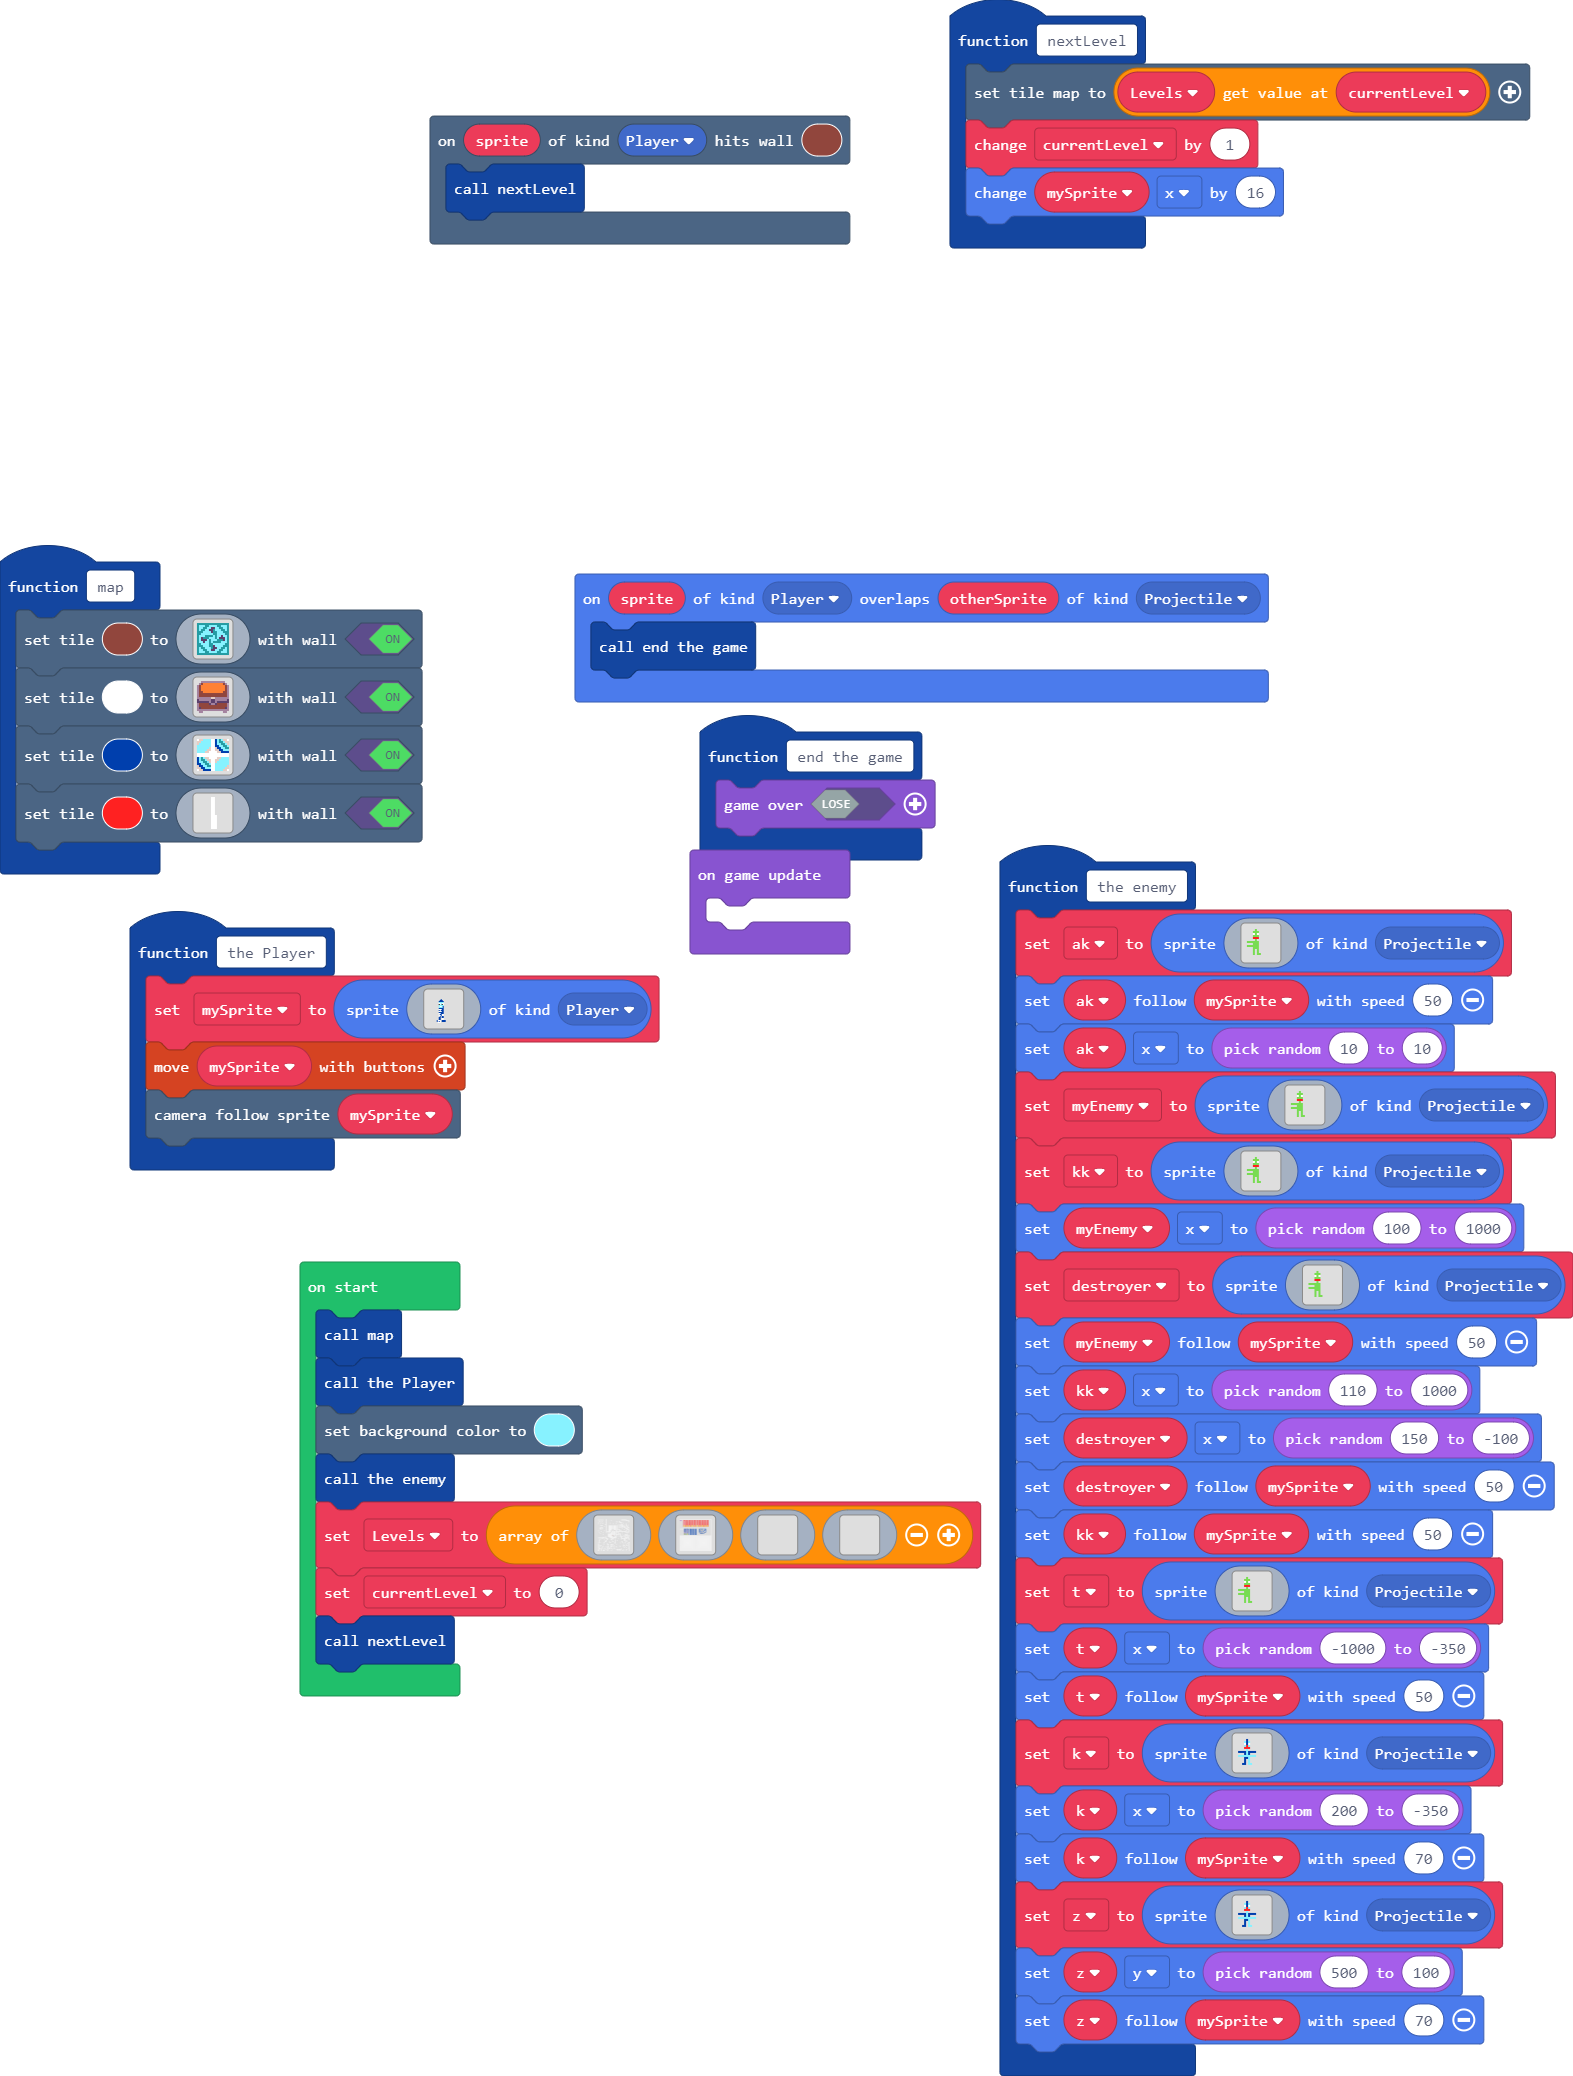 function nextLevel
set tile map to Levels get value at currentLevel
change currentLevel by 1
change mySprite x by 16
on sprite of kind Player hits wall
call nextLevel
function map
set tile to with wall ON
set tile to with wall ON
set tile to with wall ON
set tile to with wall ON
on sprite of kind Player overlaps otherSprite of kind Projectile
call end the game
function end the game
game over LOSE
on game update
function the Player
set mySprite to sprite of kind Player
move mySprite with buttons
camera follow sprite mySprite
on start
call map
call the Player
set background color to
call the enemy
set Levels to array of
set currentLevel to 0
call nextLevel
function the enemy
set ak to sprite of kind Projectile
set ak follow mySprite with speed 50
set ak x to pick random 10 to 10
set myEnemy to sprite of kind Projectile
set kk to sprite of kind Projectile
set myEnemy x to pick random 100 to 1000
set destroyer to sprite of kind Projectile
set myEnemy follow mySprite with speed 50
set kk x to pick random 110 to 1000
set destroyer x to pick random 150 to -100
set destroyer follow mySprite with speed 50
set kk follow mySprite with speed 50
set t to sprite of kind Projectile
set t x to pick random -1000 to -350
set t follow mySprite with speed 50
set k to sprite of kind Projectile
set k x to pick random 200 to -350
set k follow mySprite with speed 70
set z to sprite of kind Projectile
set z y to pick random 500 to 100
set z follow mySprite with speed 70